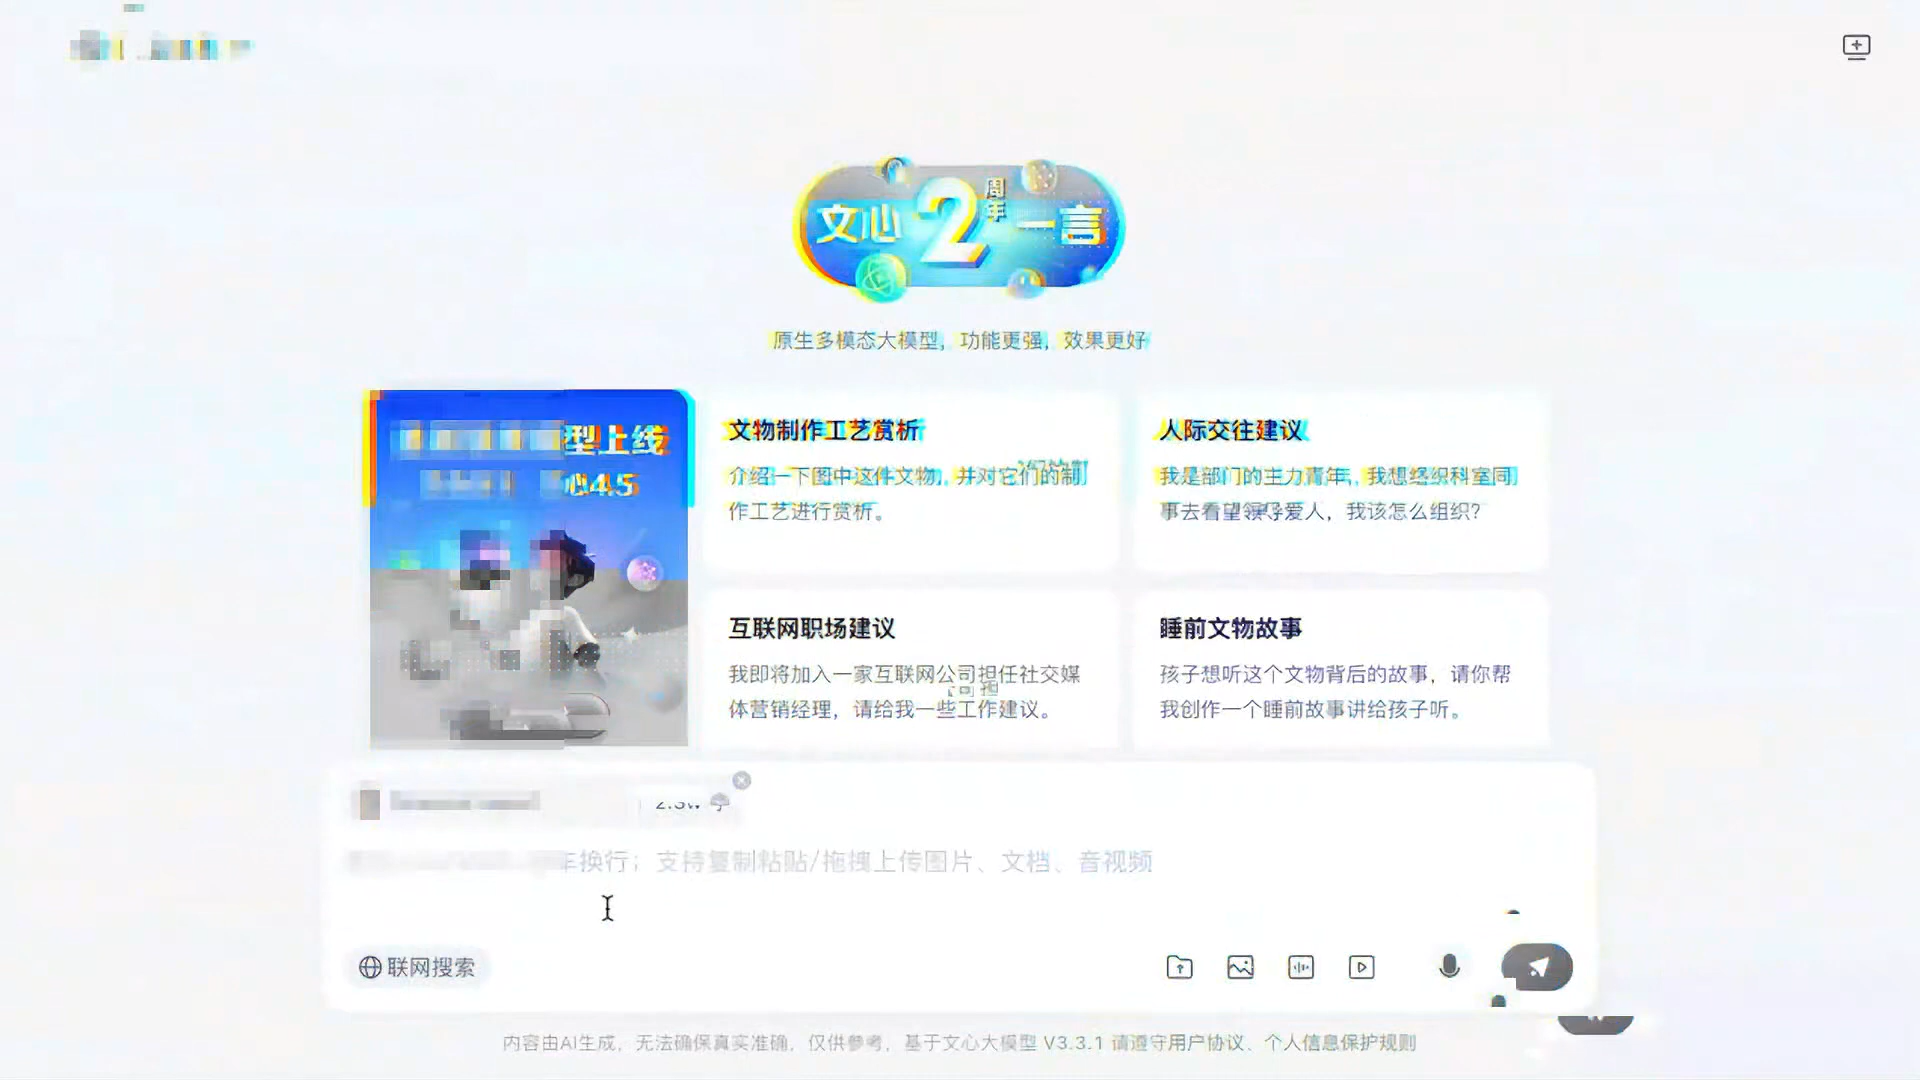 文心
2
周年
一言
原生多模态大模型，功能更强，效果更好
型上线
心4.5
文物制作工艺赏析
介绍一下图中这件文物，并对它们的制
作工艺进行赏析。
人际交往建议
我是部门的主力青年，我想组织科室同
事去看望领导爱人，我该怎么组织？
互联网职场建议
我即将加入一家互联网公司担任社交媒
体营销经理，请给我一些工作建议。
睡前文物故事
孩子想听这个文物背后的故事，请你帮
我创作一个睡前故事讲给孩子听。
换行；支持复制粘贴/拖拽上传图片、文档、音视频
联网搜索
内容由AI生成，无法确保真实准确，仅供参考，基于文心大模型 V3.3.1 请遵守用户协议、个人信息保护规则